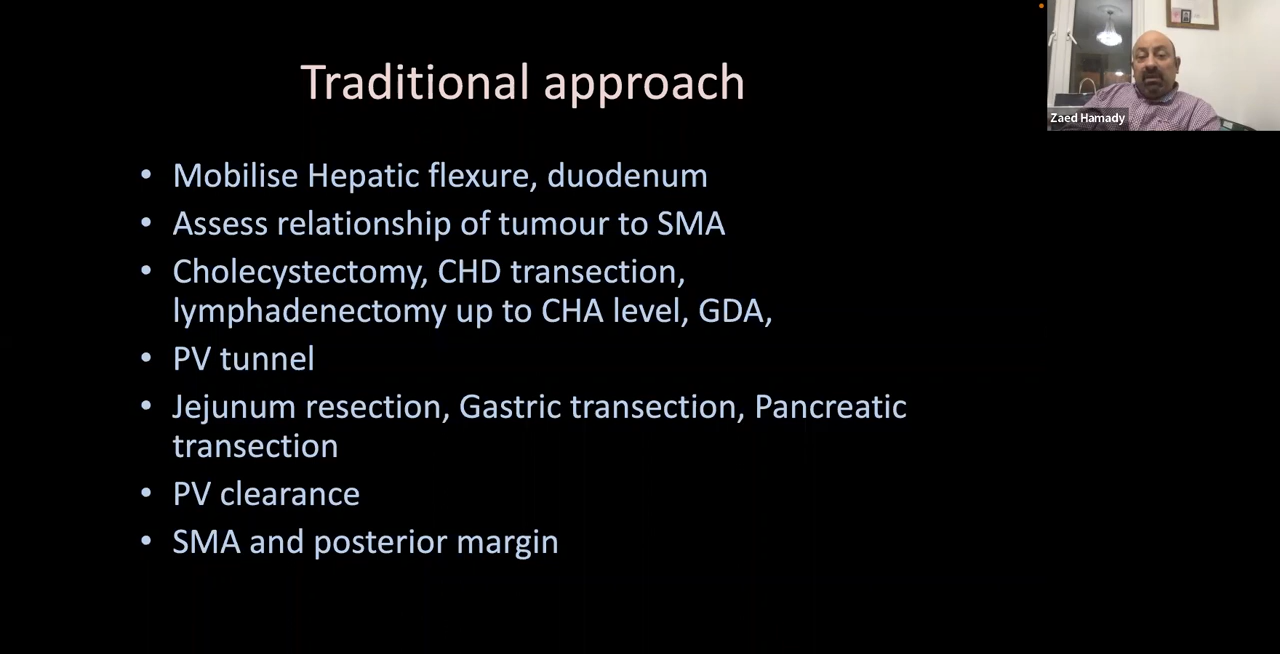 Traditional approach
Zaed Hamady
• Mobilise Hepatic flexure, duodenum
• Assess relationship of tumour to SMA
• Cholecystectomy, CHD transection,
lymphadenectomy up to CHA level, GDA,
• PV tunnel
• Jejunum resection, Gastric transection, Pancreatic
transection
• PV clearance
• SMA and posterior margin